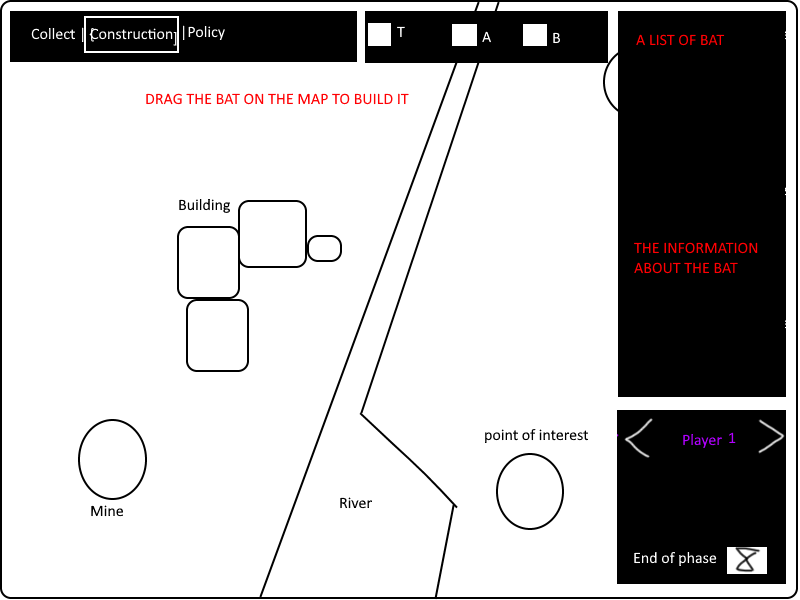 Collect | [Construction] |Policy
T A B
A LIST OF BAT
DRAG THE BAT ON THE MAP TO BUILD IT
Building
THE INFORMATION
ABOUT THE BAT
point of interest
Player 1
River
Mine
End of phase